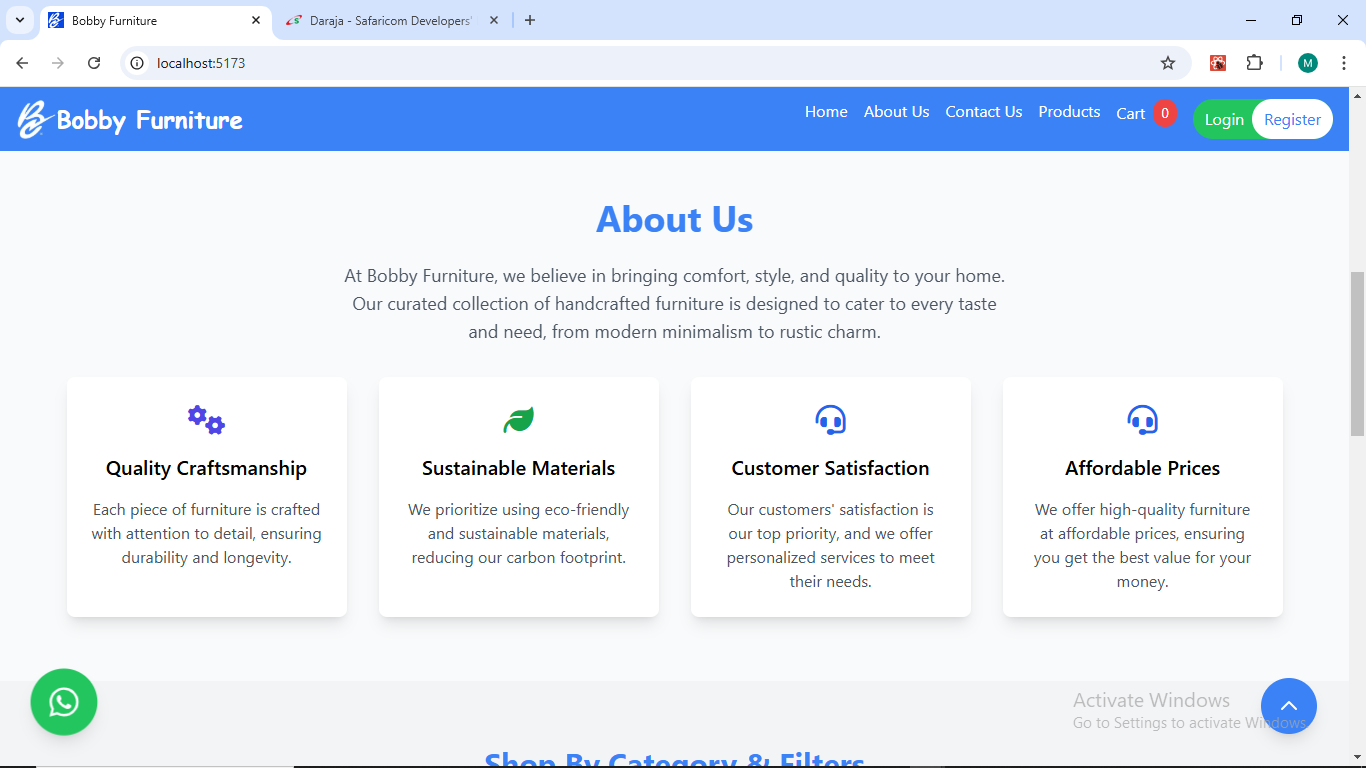 Bobby Furniture
Daraja - Safaricom Developers'
localhost:5173
M
Bobby Furniture
Home
About Us
Contact Us
Products
Cart 0
Login
Register
About Us
At Bobby Furniture, we believe in bringing comfort, style, and quality to your home.
Our curated collection of handcrafted furniture is designed to cater to every taste
and need, from modern minimalism to rustic charm.
Quality Craftsmanship
Each piece of furniture is crafted
with attention to detail, ensuring
durability and longevity.
Sustainable Materials
We prioritize using eco-friendly
and sustainable materials,
reducing our carbon footprint.
Customer Satisfaction
Our customers' satisfaction is
our top priority, and we offer
personalized services to meet
their needs.
Affordable Prices
We offer high-quality furniture
at affordable prices, ensuring
you get the best value for your
money.
Activate Windows
Go to Settings to activate Windows.
Shop By Category & Filters